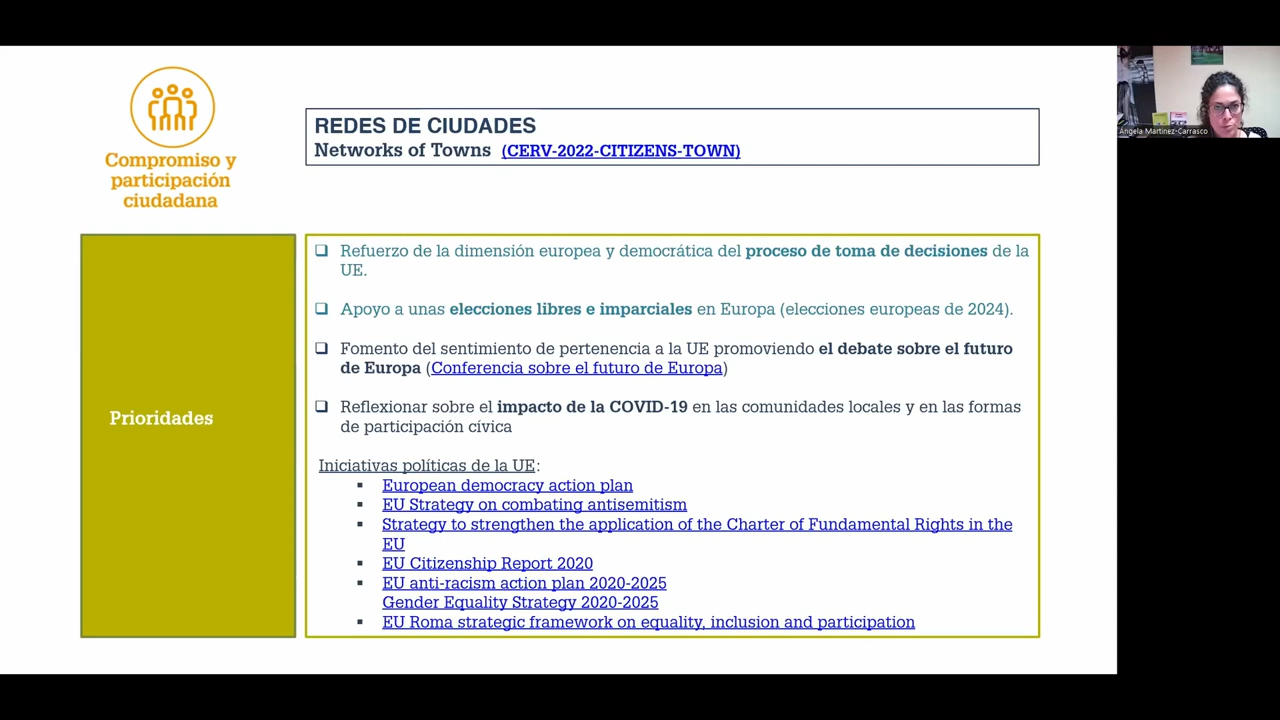 Compromiso y
participación
ciudadana
REDES DE CIUDADES
Networks of Towns (CERV-2022-CITIZENS-TOWN)
Prioridades
Refuerzo de la dimensión europea y democrática del proceso de toma de decisiones de la
UE.
Apoyo a unas elecciones libres e imparciales en Europa (elecciones europeas de 2024).
Fomento del sentimiento de pertenencia a la UE promoviendo el debate sobre el futuro
de Europa (Conferencia sobre el futuro de Europa)
Reflexionar sobre el impacto de la COVID-19 en las comunidades locales y en las formas
de participación cívica
Iniciativas políticas de la UE:
European democracy action plan
EU Strategy on combating antisemitism
Strategy to strengthen the application of the Charter of Fundamental Rights in the
EU
EU Citizenship Report 2020
EU anti-racism action plan 2020-2025
Gender Equality Strategy 2020-2025
EU Roma strategic framework on equality, inclusion and participation
Angela Martinez-Carrasco